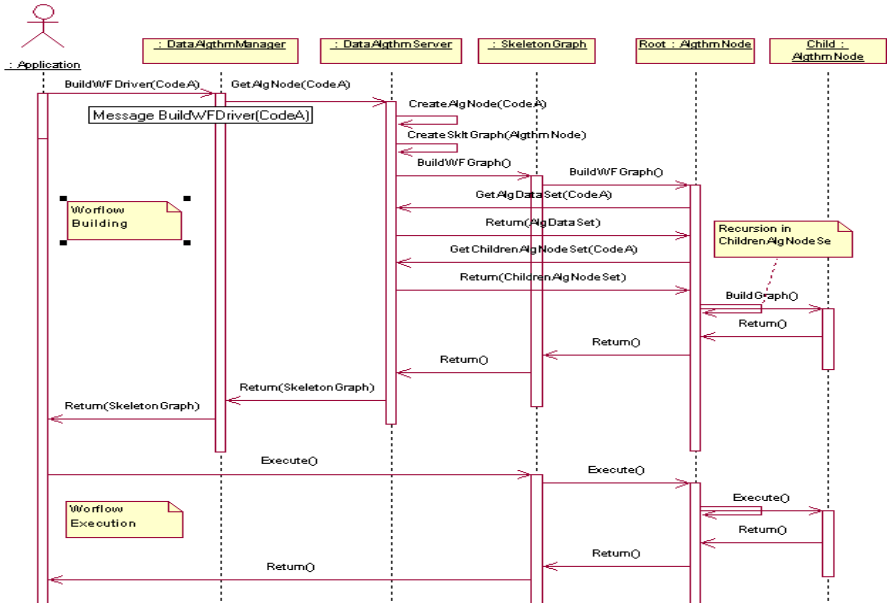 : DataAlgthmManager
: DataAlgthmServer
: SkeletonGraph
Root : AlgthmNode
Child :
AlgthmNode
: Application
BuildWFDriver(CodeA)
GetAlgNode(CodeA)
CreateAlgNode(CodeA)
Message BuildWFDriver(CodeA)
CreateSkltGraph(AlgthmNode)
BuildWFGraph()
BuildWFGraph()
GetAlgDataSet(CodeA)
Worflow
Building
Return(AlgDataSet)
Recursion in
ChildrenAlgNodeSe
GetChildrenAlgNodeSet(CodeA)
Return(ChildrenAlgNodeSet)
BuildGraph()
Return()
Return()
Return()
Return(SkeletonGraph)
Return(SkeletonGraph)
Execute()
Execute()
Execute()
Worflow
Execution
Return()
Return()
Return()